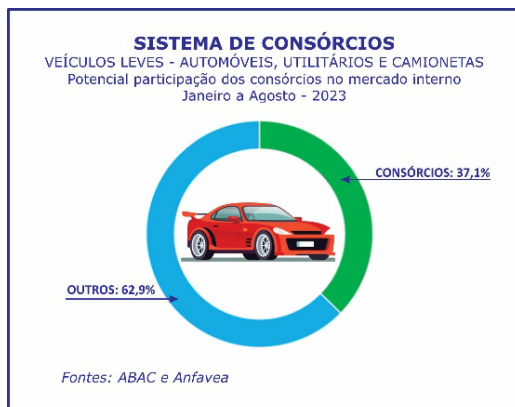 SISTEMA DE CONSÓRCIOS
VEÍCULOS LEVES - AUTOMÓVEIS, UTILITÁRIOS E CAMIONETAS
Potencial participação dos consórcios no mercado interno
Janeiro a Agosto - 2023
CONSÓRCIOS: 37,1%
OUTROS: 62,9%
Fontes: ABAC e Anfavea